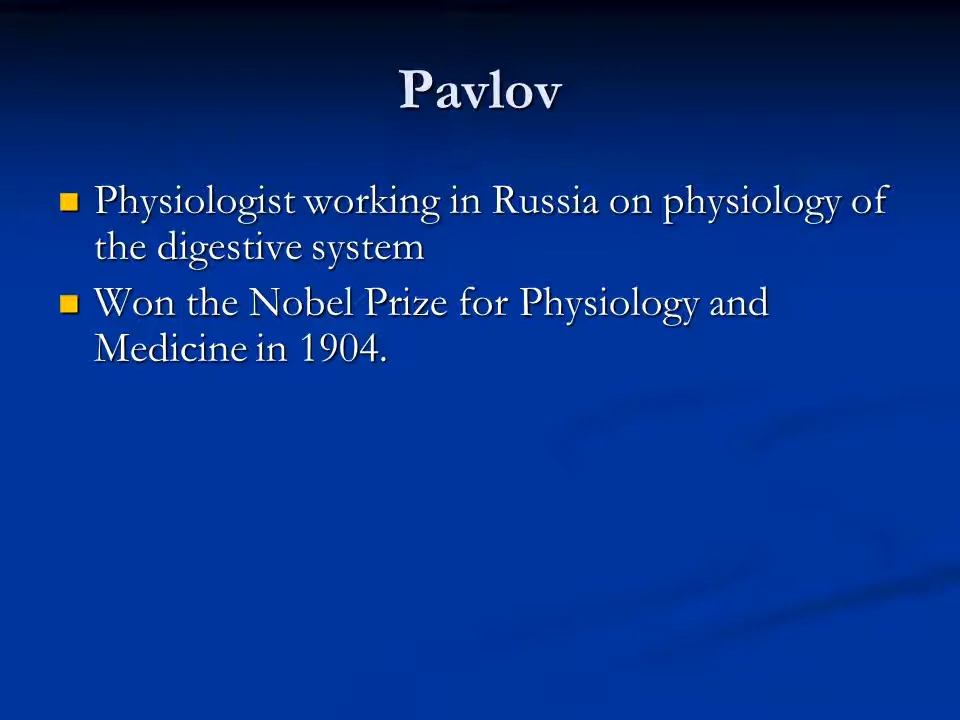 Pavlov
Physiologist working in Russia on physiology of
the digestive system
Won the Nobel Prize for Physiology and
Medicine in 1904.